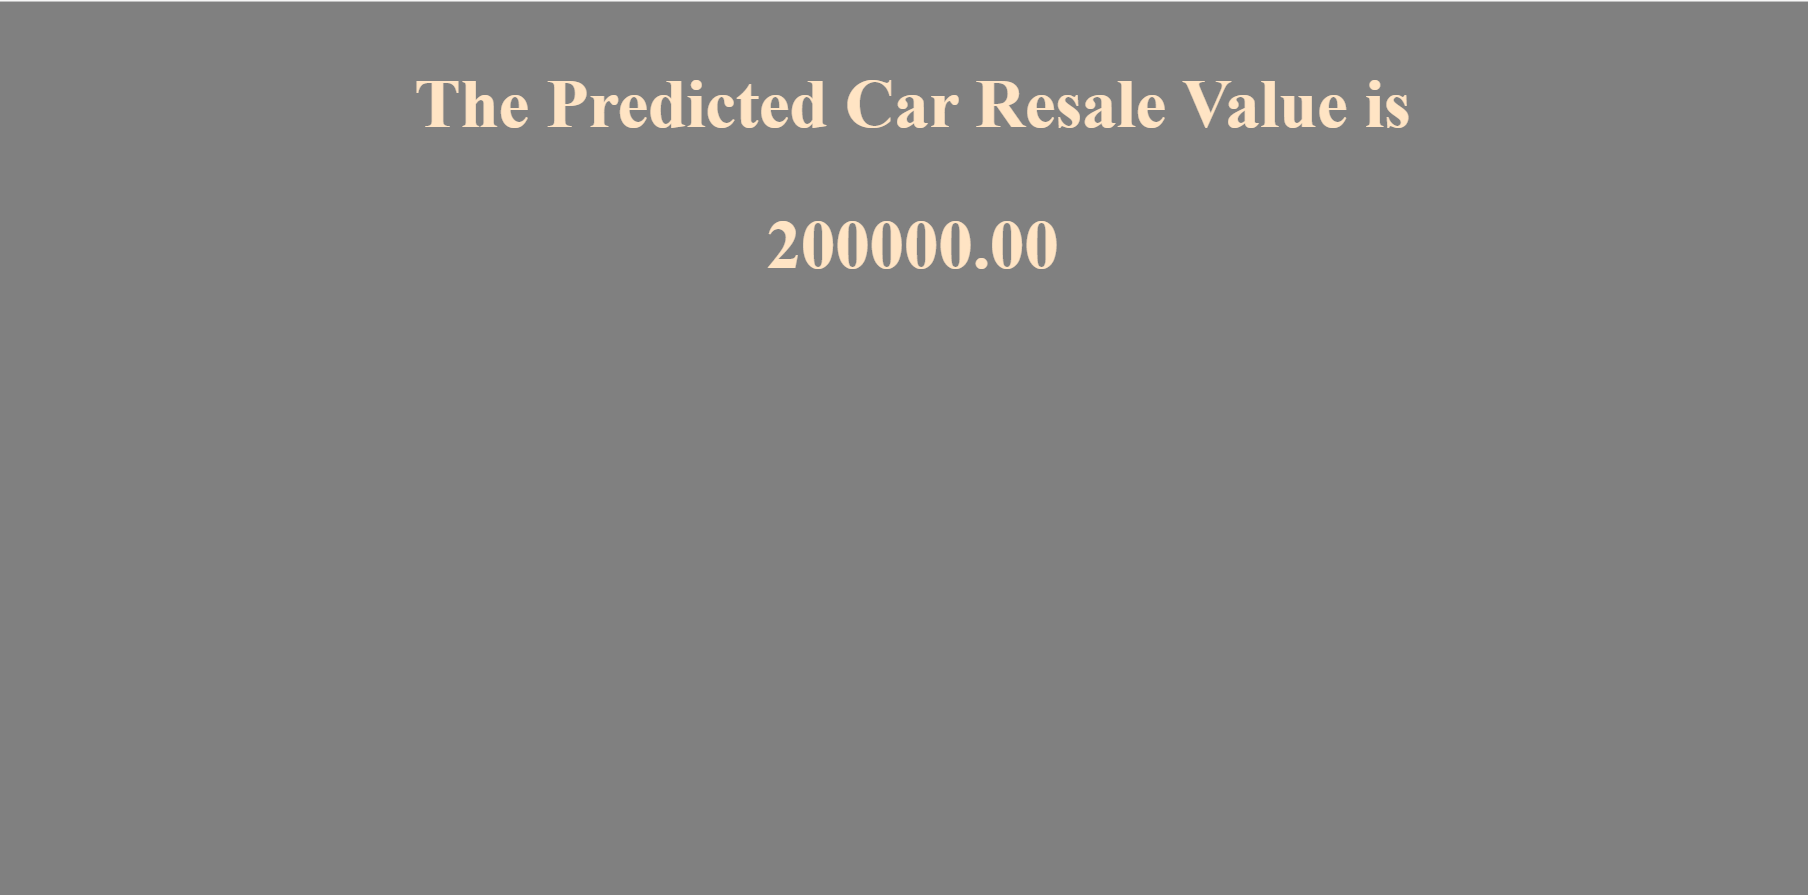 The Predicted Car Resale Value is
200000.00